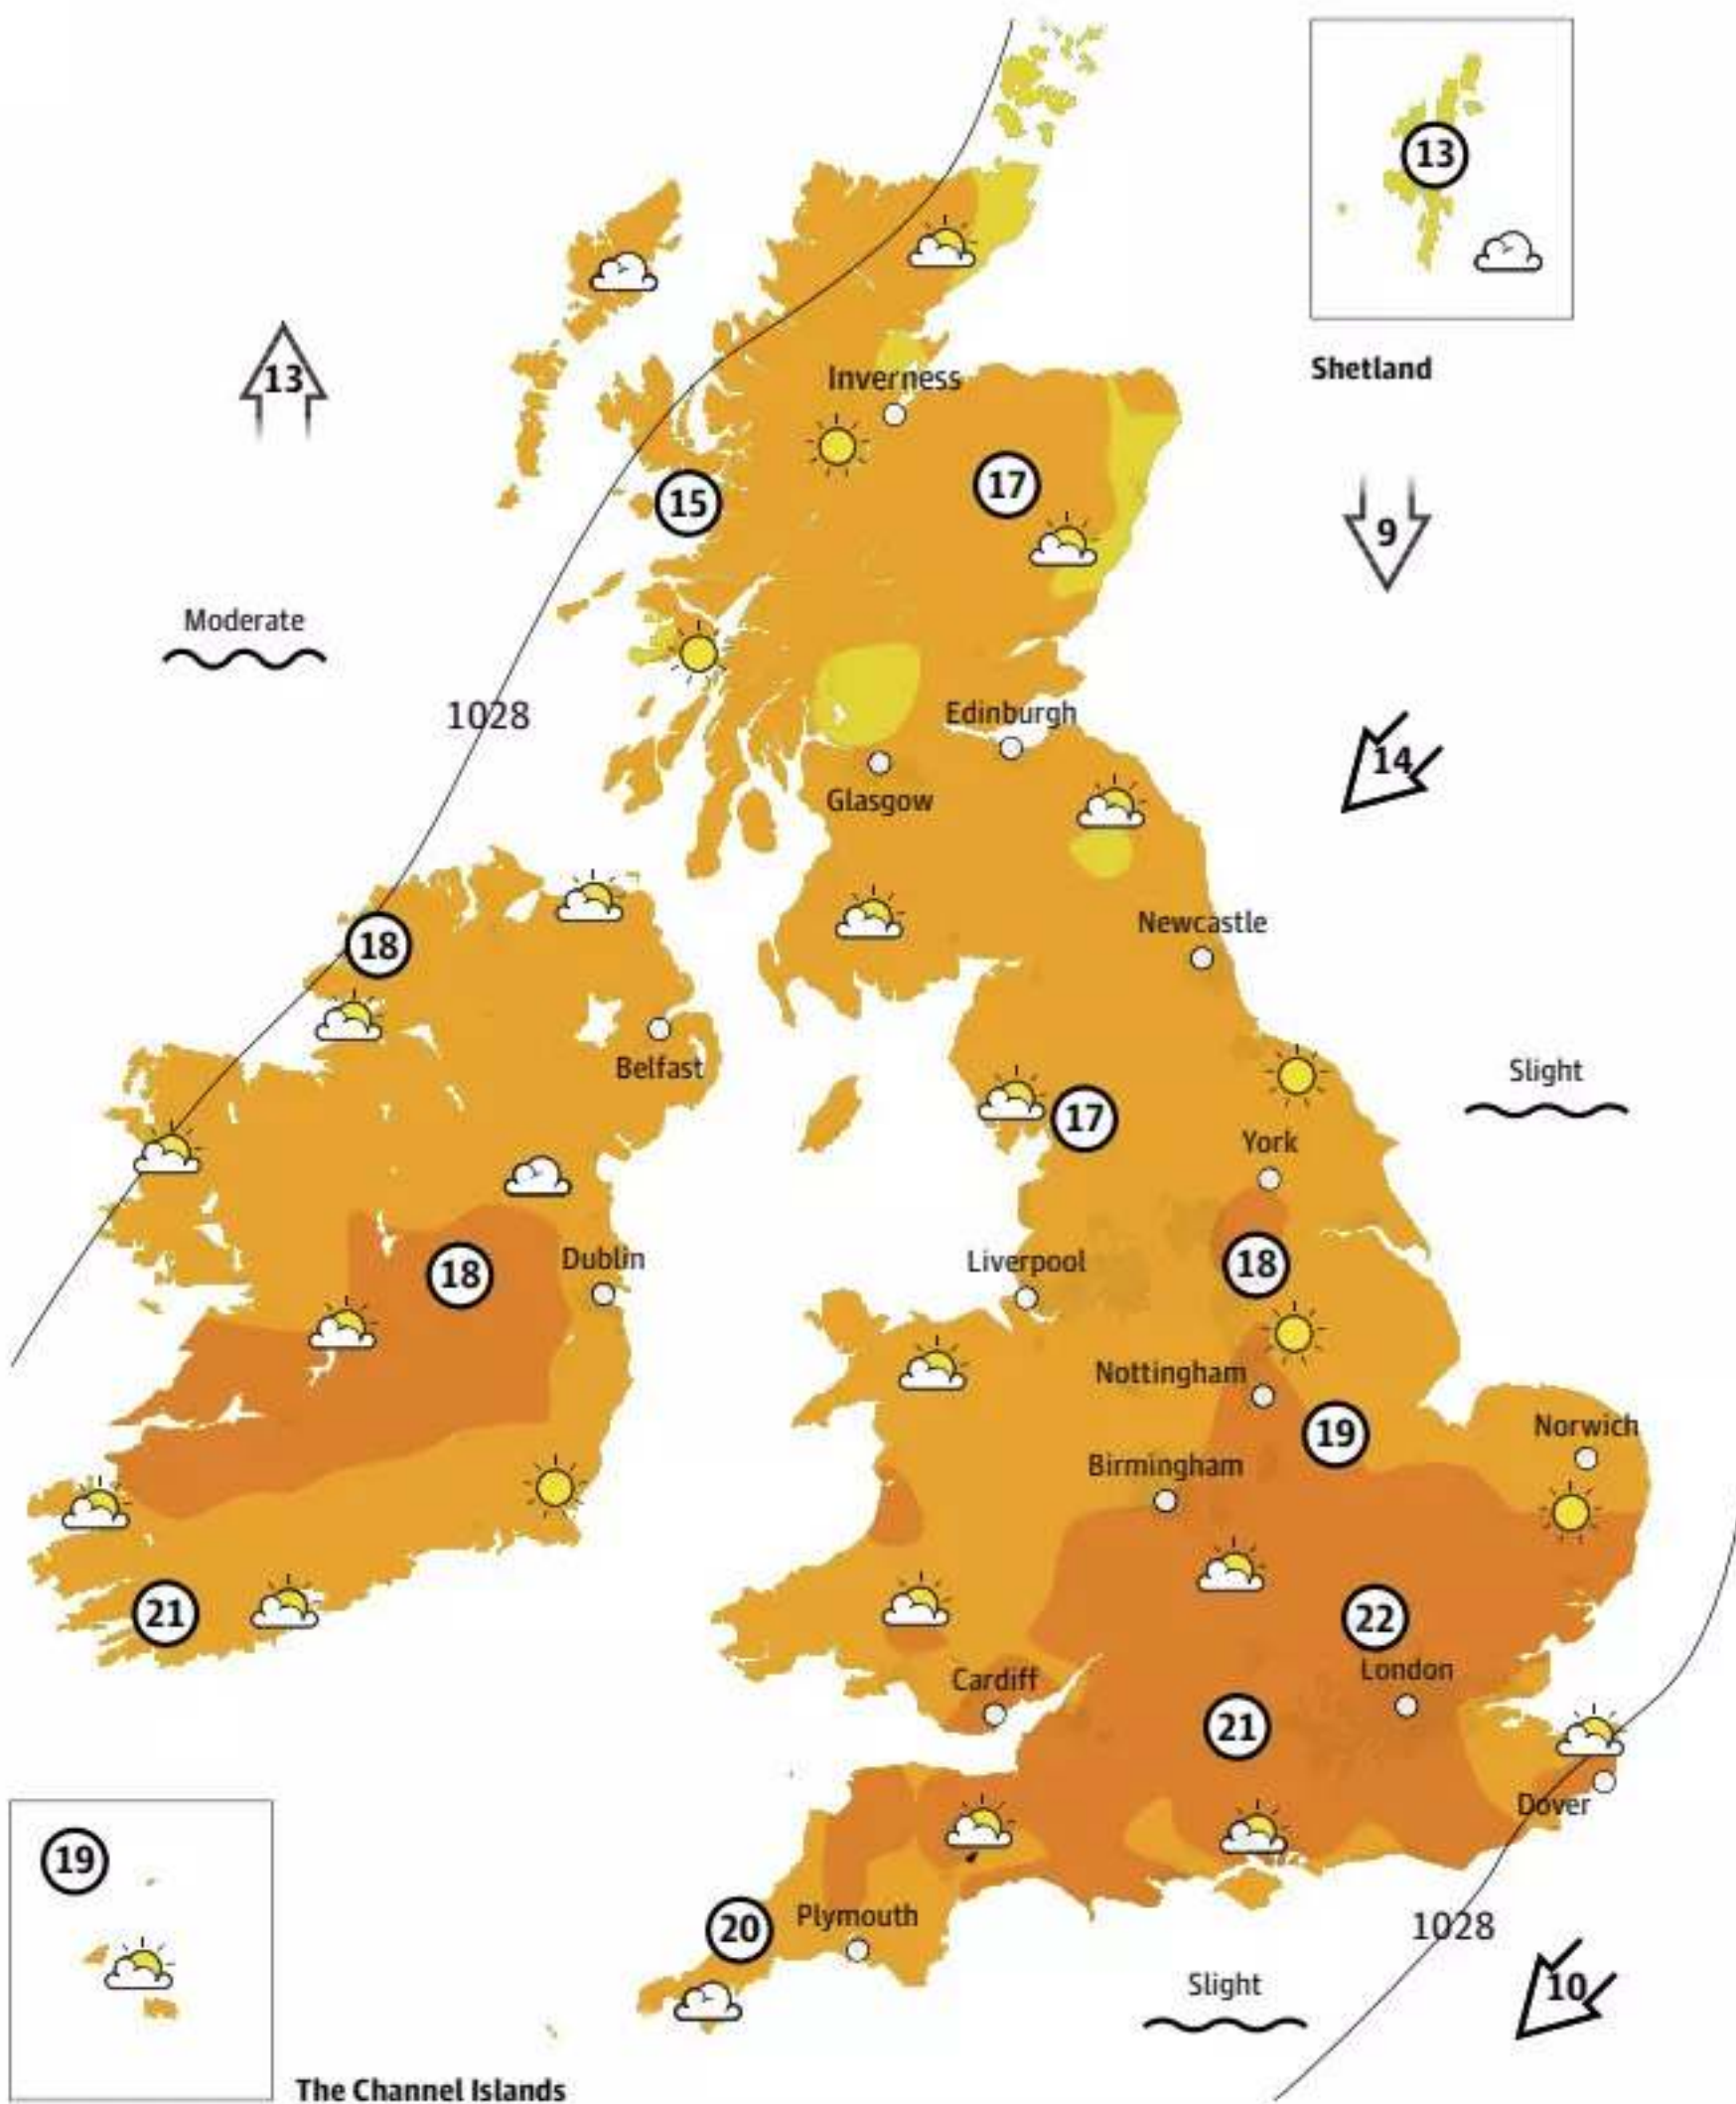 13
Shetland
13
Inverness
15
17
9
Moderate
1028
Edinburgh
14
Glasgow
18
Newcastle
Belfast
Slight
17
York
18
Dublin
Liverpool
18
Nottingham
19
Norwich
Birmingham
21
22
London
Cardiff
21
Dover
19
20
Plymouth
1028
Slight
10
The Channel Islands